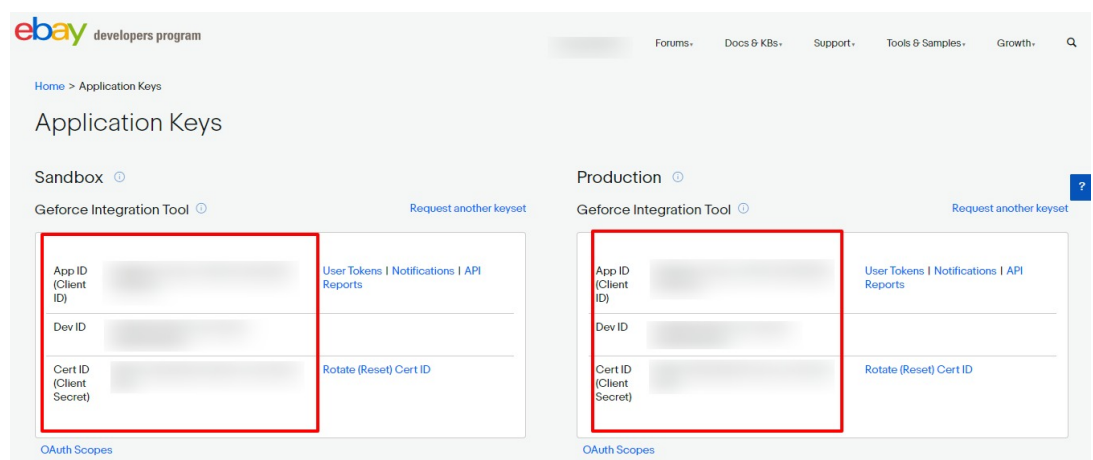 ebay developers program
Forums Docs & KBs Support Tools & Samples Growth
Home > Application Keys
Application Keys
Sandbox
Geforce Integration Tool
Request another keyset
App ID
(Client
ID)
User Tokens | Notifications | API
Reports
Dev ID
Cert ID
(Client
Secret)
Rotate (Reset) Cert ID
OAuth Scopes
Production
?
Geforce Integration Tool
Request another keyset
App ID
(Client
ID)
User Tokens | Notifications | API
Reports
Dev ID
Cert ID
(Client
Secret)
Rotate (Reset) Cert ID
OAuth Scopes